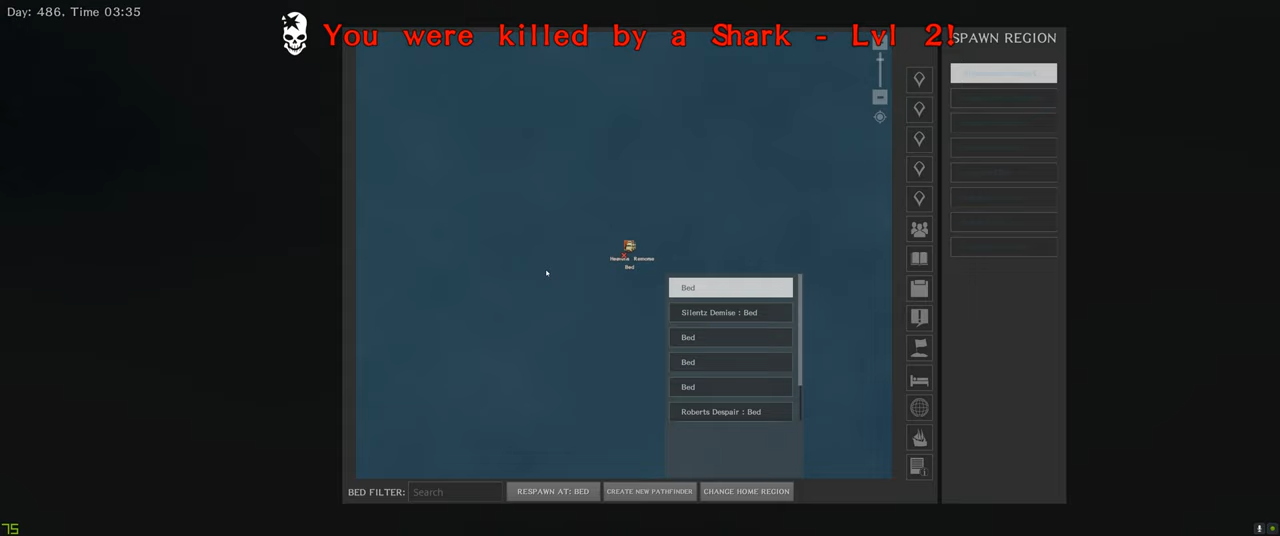 Day: 486, Time 03:35
You were killed by a Shark - Lvl 2!
SPAWN REGION
Bed
Bed
Silentz Demise : Bed
Bed
Bed
Bed
Roberts Despair : Bed
BED FILTER:
Search
RESPAWN AT: BED
CREATE NEW PATHFINDER
CHANGE HOME REGION
75